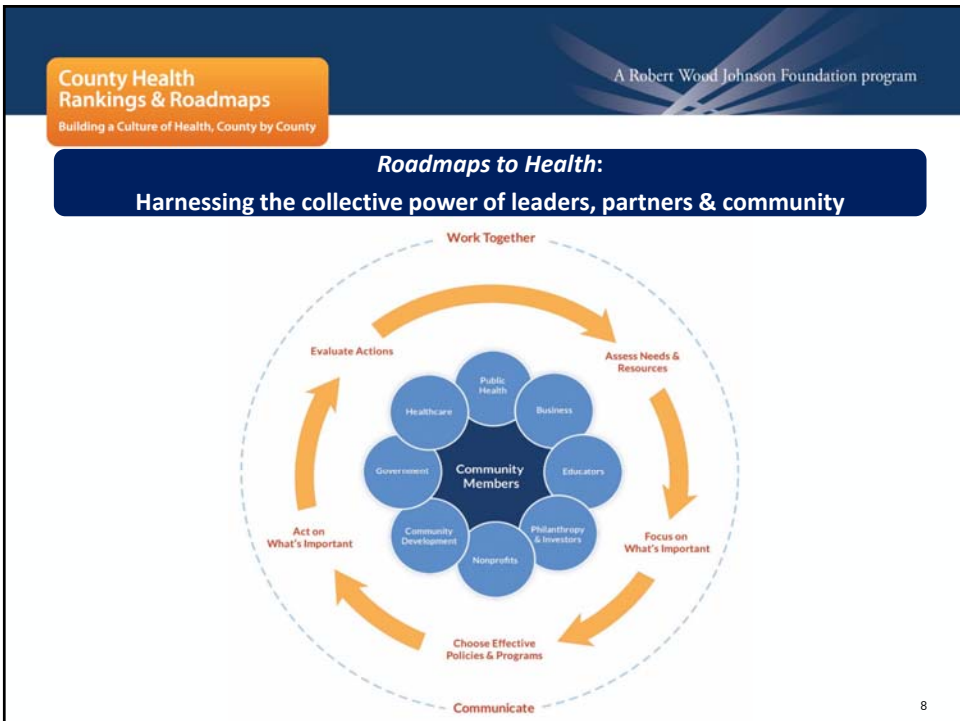 County Health
Rankings & Roadmaps
Building a Culture of Health, County by County
A Robert Wood Johnson Foundation program
Roadmaps to Health:
Harnessing the collective power of leaders, partners & community
Work Together
Evaluate Actions
Assess Needs &
Resources
Public
Health
Healthcare
Business
Government
Community
Members
Educators
Community
Development
Philanthropy
& Investors
Nonprofits
Act on
What's Important
Focus on
What's Important
Choose Effective
Policies & Programs
Communicate
8